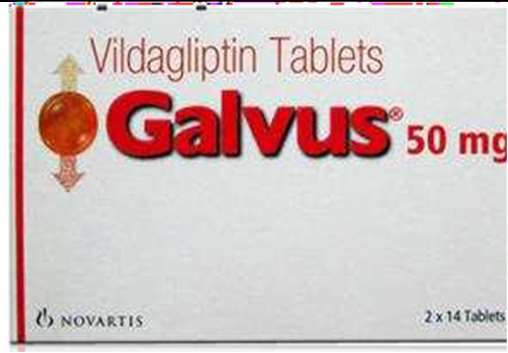 Vildagliptin Tablets
Galvus® 50 mg
NOVARTIS
2 x 14 Tablets